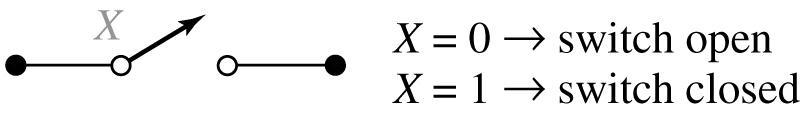 X
X = 0 → switch open
X = 1 → switch closed